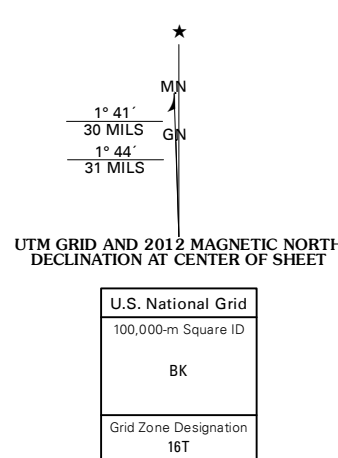 ★
MN
1° 41´
30 MILS
GN
1° 44´
31 MILS
UTM GRID AND 2012 MAGNETIC NORTH
DECLINATION AT CENTER OF SHEET
U.S. National Grid
100,000-m Square ID
BK
Grid Zone Designation
16T